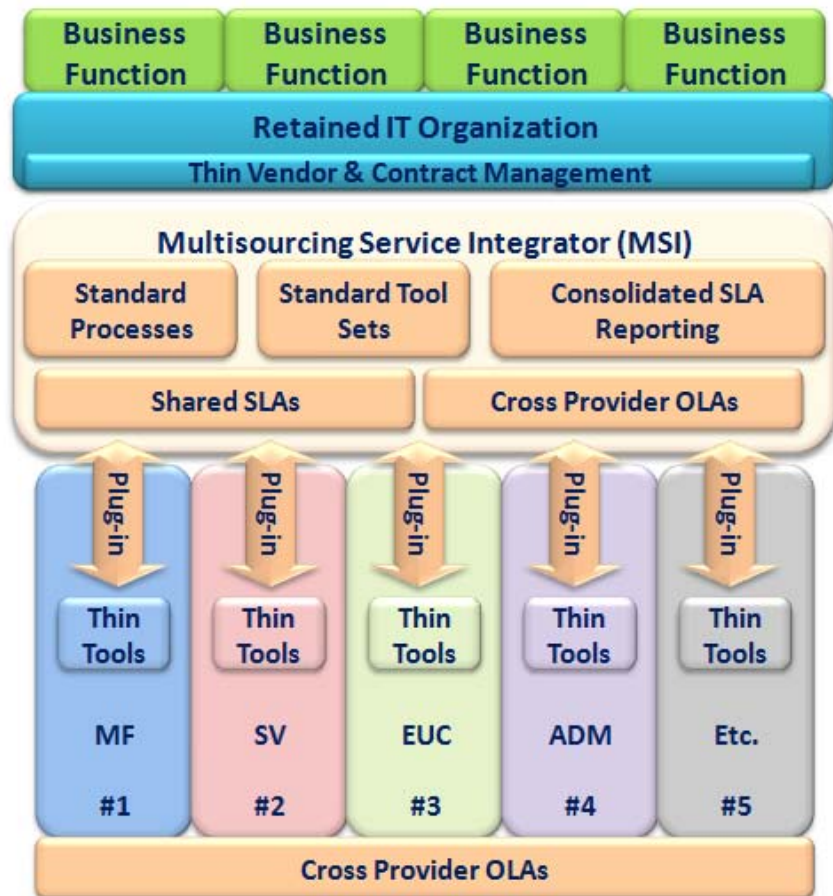 Business Business Business Business
Function Function Function Function
Retained IT Organization
Thin Vendor & Contract Management
Multisourcing Service Integrator (MSI)
Standard Processes
Standard Tool Sets
Consolidated SLA Reporting
Shared SLAs
Cross Provider OLAs
Plug-in Plug-in Plug-in Plug-in Plug-in
Thin Thin Thin Thin Thin
Tools Tools Tools Tools Tools
MF SV EUC ADM Etc.
#1 #2 #3 #4 #5
Cross Provider OLAs